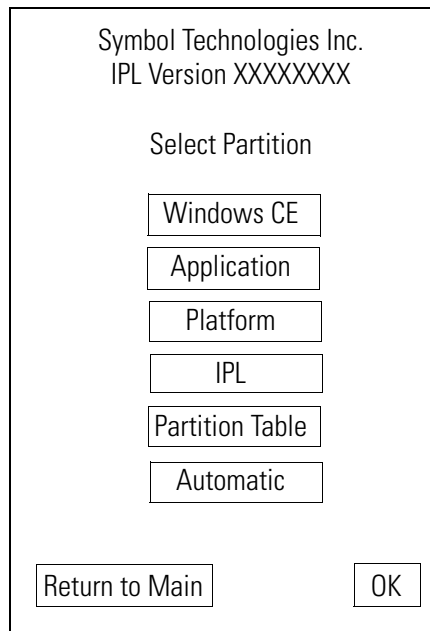 Symbol Technologies Inc.
IPL Version XXXXXXXX
Select Partition
Windows CE
Application
Platform
IPL
Partition Table
Automatic
Return to Main
OK